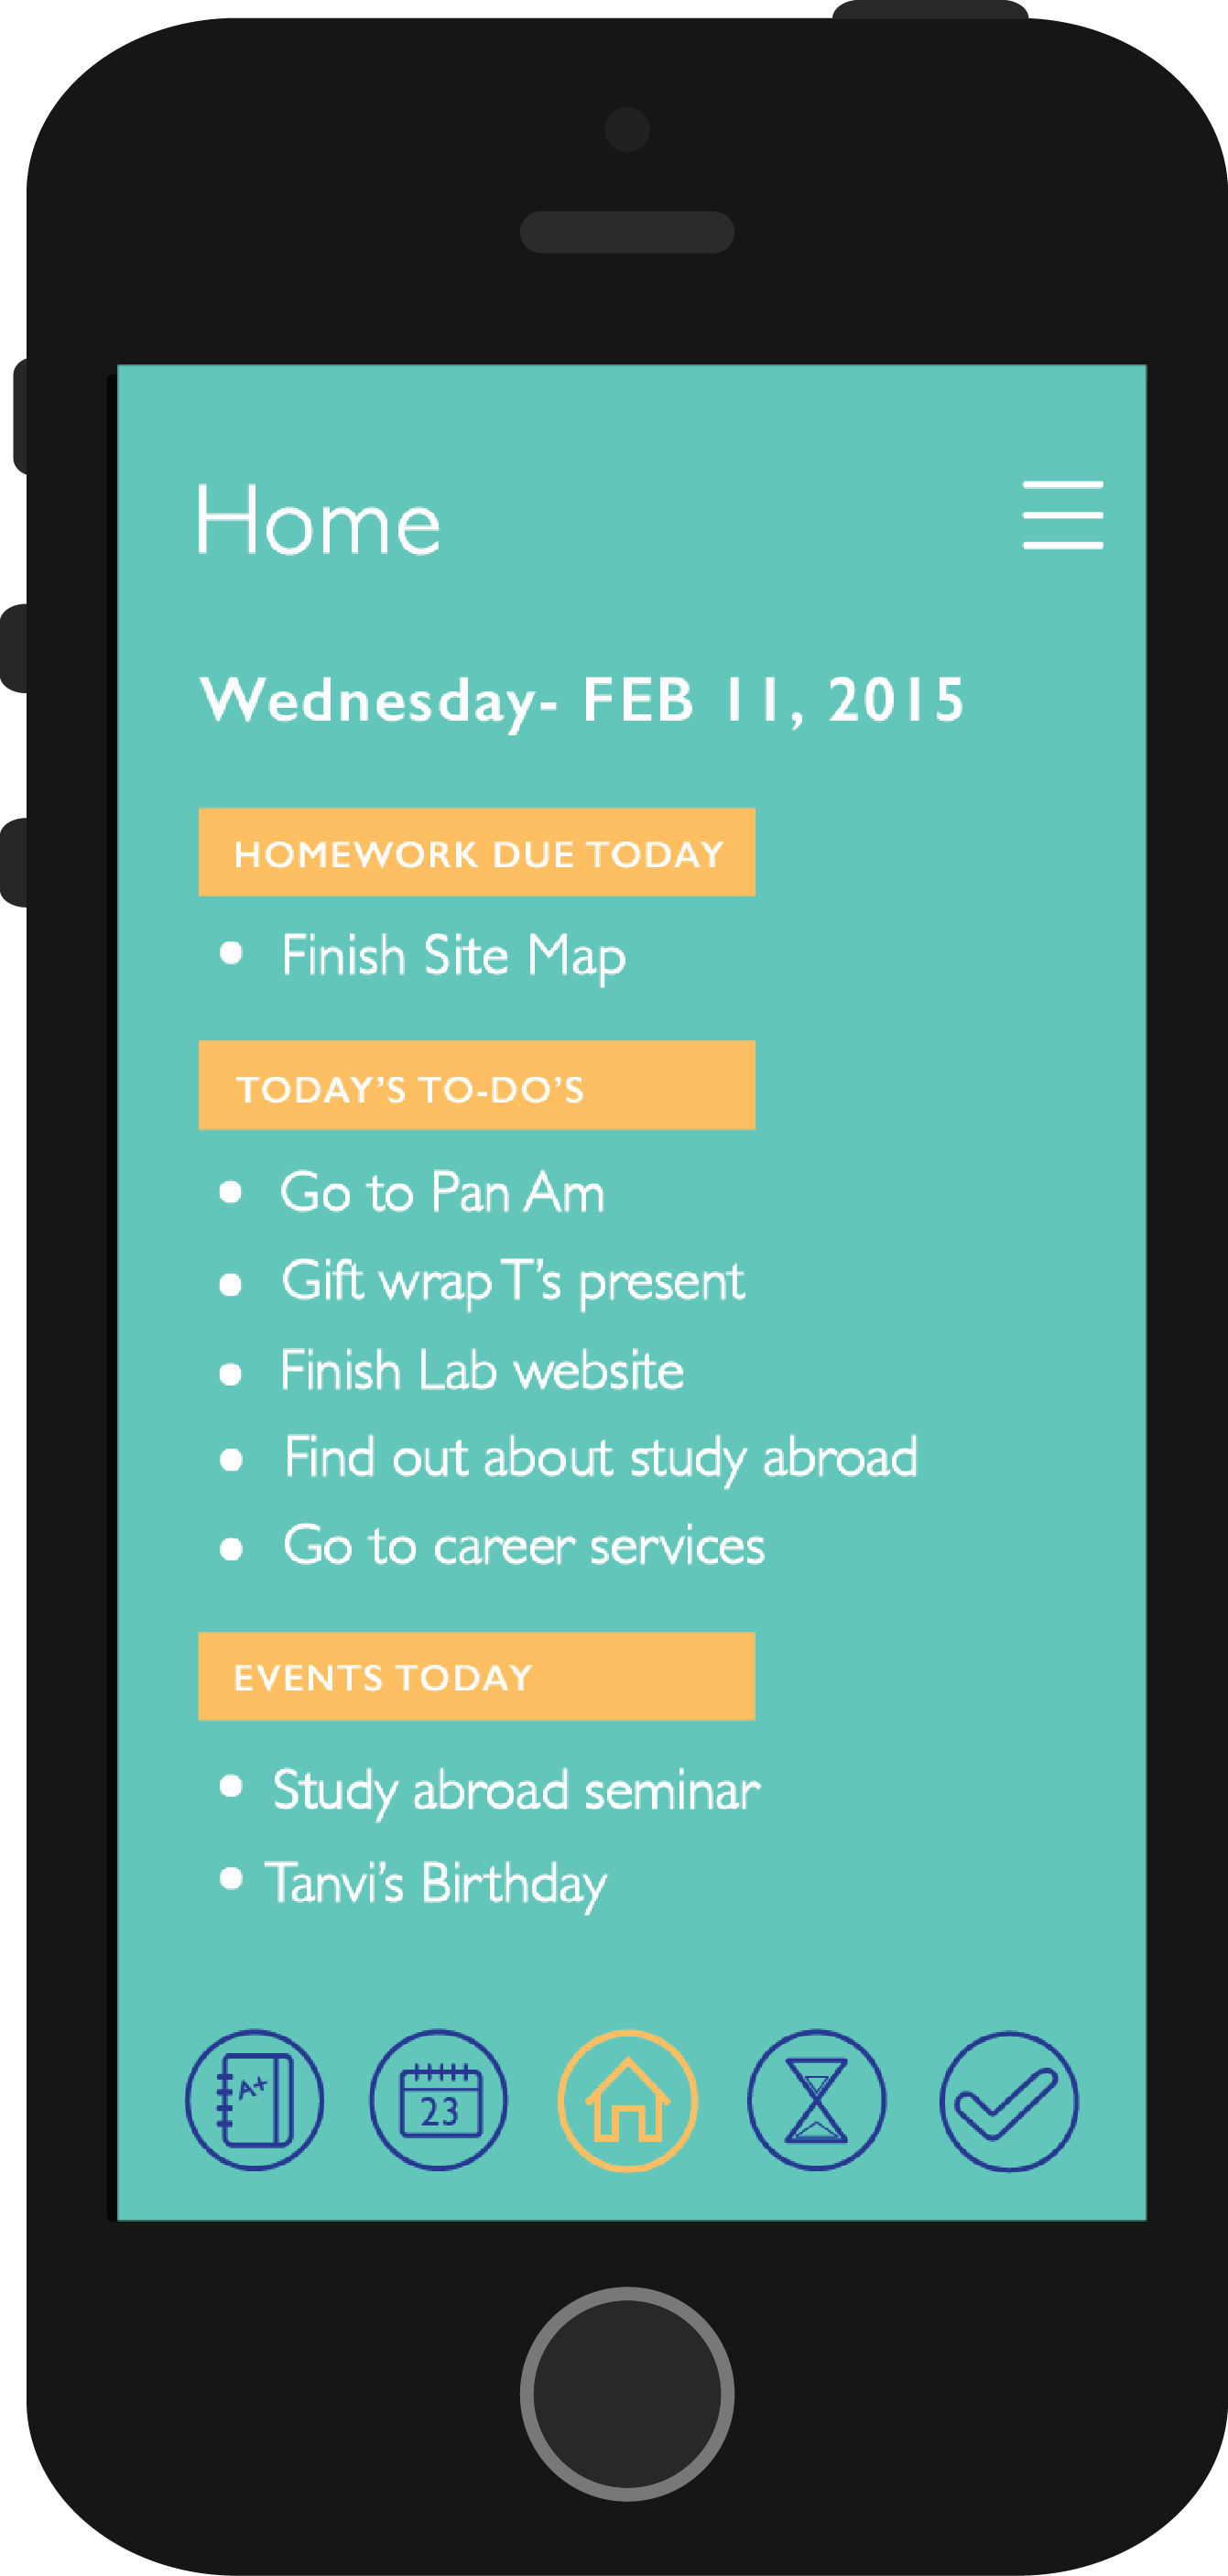 Home
Wednesday- FEB 11, 2015
HOMEWORK DUE TODAY
• Finish Site Map
TODAY’S TO-DO’S
• Go to Pan Am
• Gift wrap T’s present
• Finish Lab website
• Find out about study abroad
• Go to career services
EVENTS TODAY
• Study abroad seminar
• Tanvi’s Birthday
A+
23